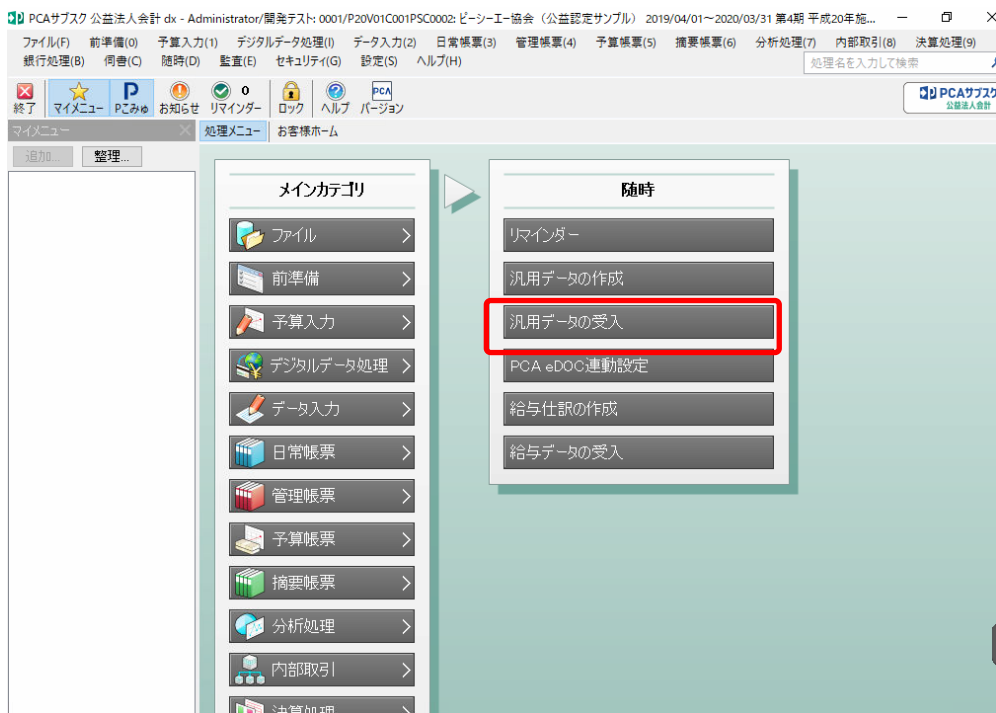 PCAサブスク 公益法人会計 dx - Administrator/開発テスト: 0001/P20V01C001PSC0002: ピーシーエー協会（公益認定サンプル） 2019/04/01～2020/03/31 第4期 平成20年施...
ファイル(F) 前準備(0) 予算入力(1) デジタルデータ処理(I) データ入力(2) 日常帳票(3) 管理帳票(4) 予算帳票(5) 摘要帳票(6) 分析処理(7) 内部取引(8) 決算処理(9)
銀行処理(B) 伺書(C) 随時(D) 監査(E) セキュリティ(G) 設定(S) ヘルプ(H)
処理名を入力して検索
0
PCA
終了 マイメニュー Pこみゅ お知らせ リマインダー ロック ヘルプ バージョン
PCAサブスク
公益法人会計
マイメニュー
処理メニュー お客様ホーム
追加... 整理...
メインカテゴリ
ファイル
前準備
予算入力
デジタルデータ処理
データ入力
日常帳票
管理帳票
予算帳票
摘要帳票
分析処理
内部取引
決算処理
随時
リマインダー
汎用データの作成
汎用データの受入
PCA eDOC連動設定
給与仕訳の作成
給与データの受入